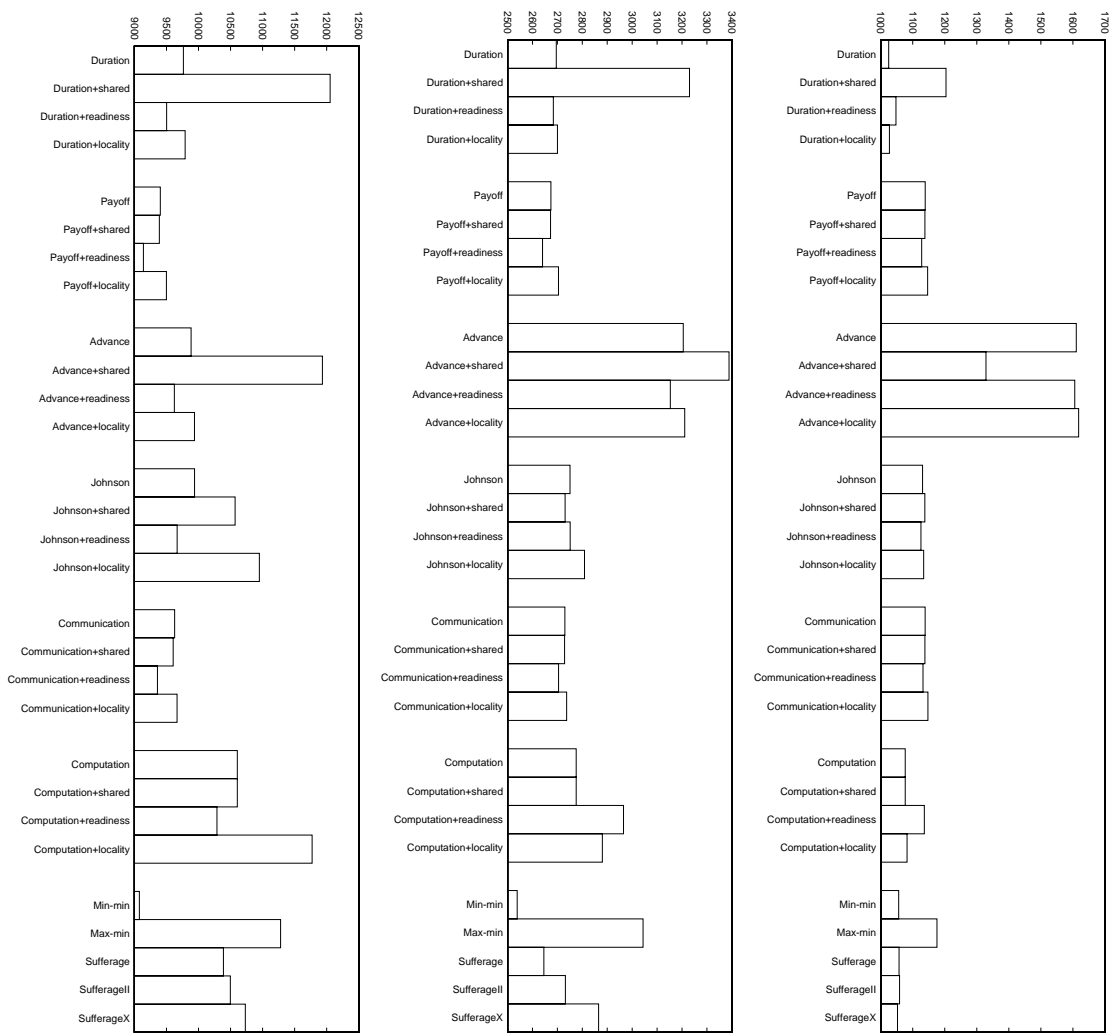 9000 9500 10000 10500 11000 11500 12000 12500
Duration
Duration+shared
Duration+readiness
Duration+locality
Payoff
Payoff+shared
Payoff+readiness
Payoff+locality
Advance
Advance+shared
Advance+readiness
Advance+locality
Johnson
Johnson+shared
Johnson+readiness
Johnson+locality
Communication
Communication+shared
Communication+readiness
Communication+locality
Computation
Computation+shared
Computation+readiness
Computation+locality
Min-min
Max-min
Sufferage
SufferageII
SufferageX
2500 2600 2700 2800 2900 3000 3100 3200 3300 3400
Duration
Duration+shared
Duration+readiness
Duration+locality
Payoff
Payoff+shared
Payoff+readiness
Payoff+locality
Advance
Advance+shared
Advance+readiness
Advance+locality
Johnson
Johnson+shared
Johnson+readiness
Johnson+locality
Communication
Communication+shared
Communication+readiness
Communication+locality
Computation
Computation+shared
Computation+readiness
Computation+locality
Min-min
Max-min
Sufferage
SufferageII
SufferageX
1000 1100 1200 1300 1400 1500 1600 1700
Duration
Duration+shared
Duration+readiness
Duration+locality
Payoff
Payoff+shared
Payoff+readiness
Payoff+locality
Advance
Advance+shared
Advance+readiness
Advance+locality
Johnson
Johnson+shared
Johnson+readiness
Johnson+locality
Communication
Communication+shared
Communication+readiness
Communication+locality
Computation
Computation+shared
Computation+readiness
Computation+locality
Min-min
Max-min
Sufferage
SufferageII
SufferageX